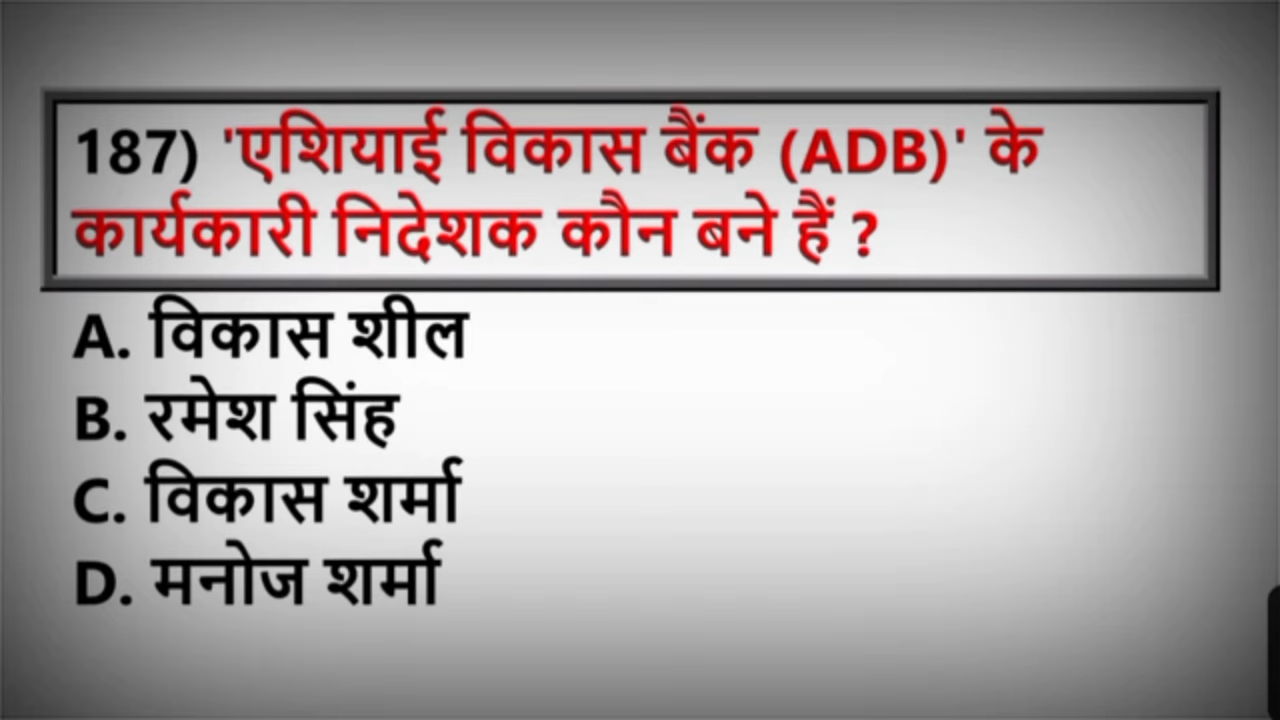 187) 'एशियाई विकास बैंक (ADB)' के
कार्यकारी निदेशक कौन बने हैं ?
A. विकास शील
B. रमेश सिंह
C. विकास शर्मा
D. मनोज शर्मा